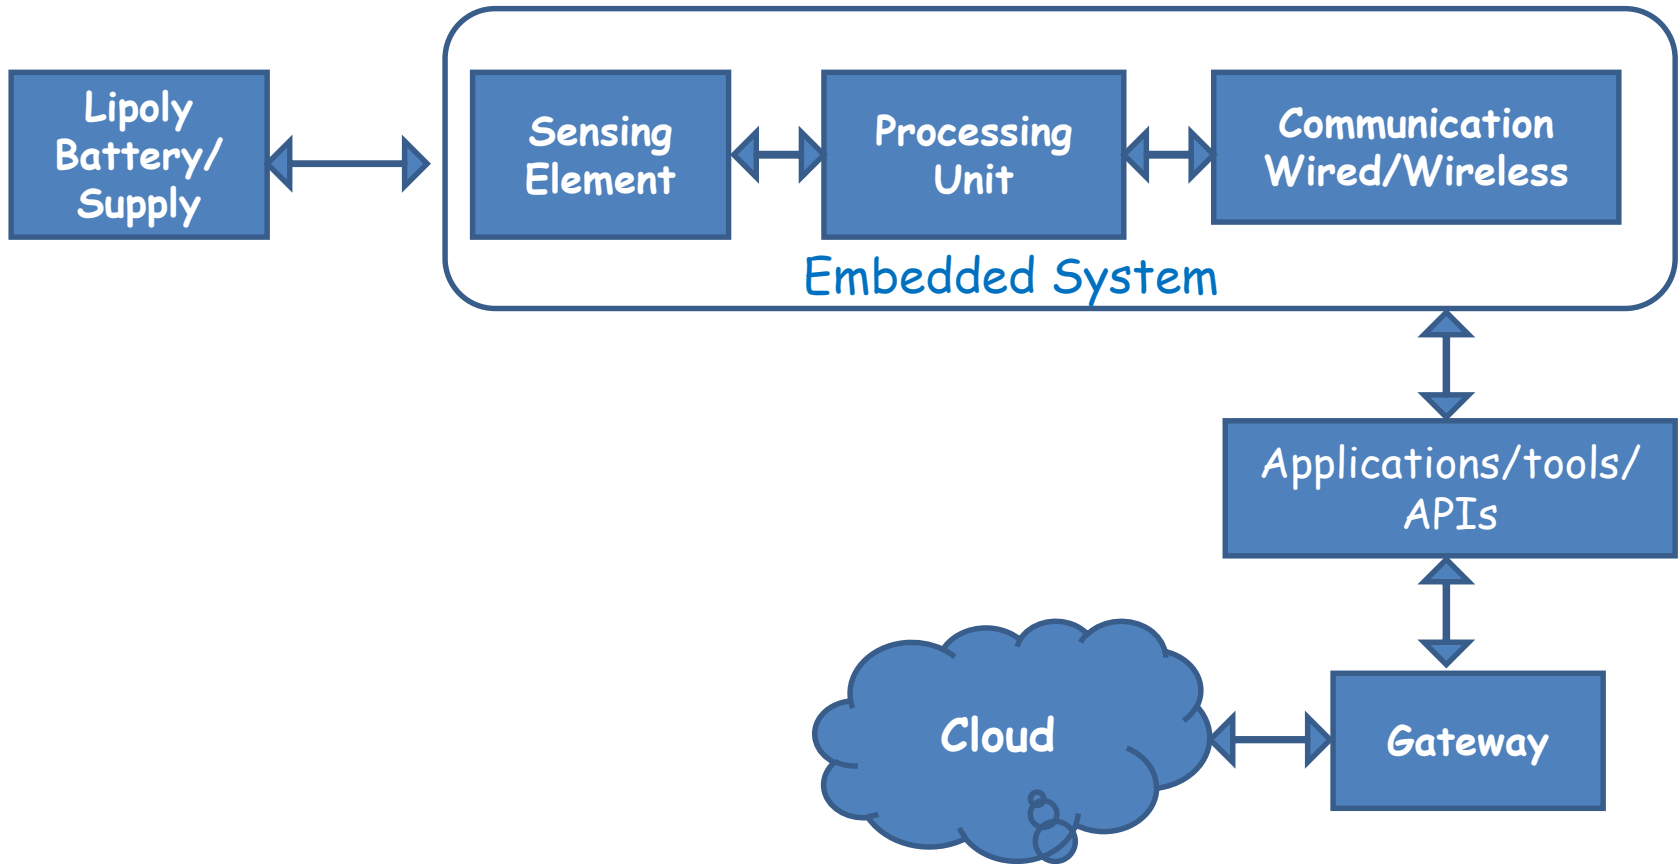 Lipoly
Battery/
Supply
Sensing
Element
Processing
Unit
Communication
Wired/Wireless
Embedded System
Applications/tools/
APIs
Cloud
Gateway